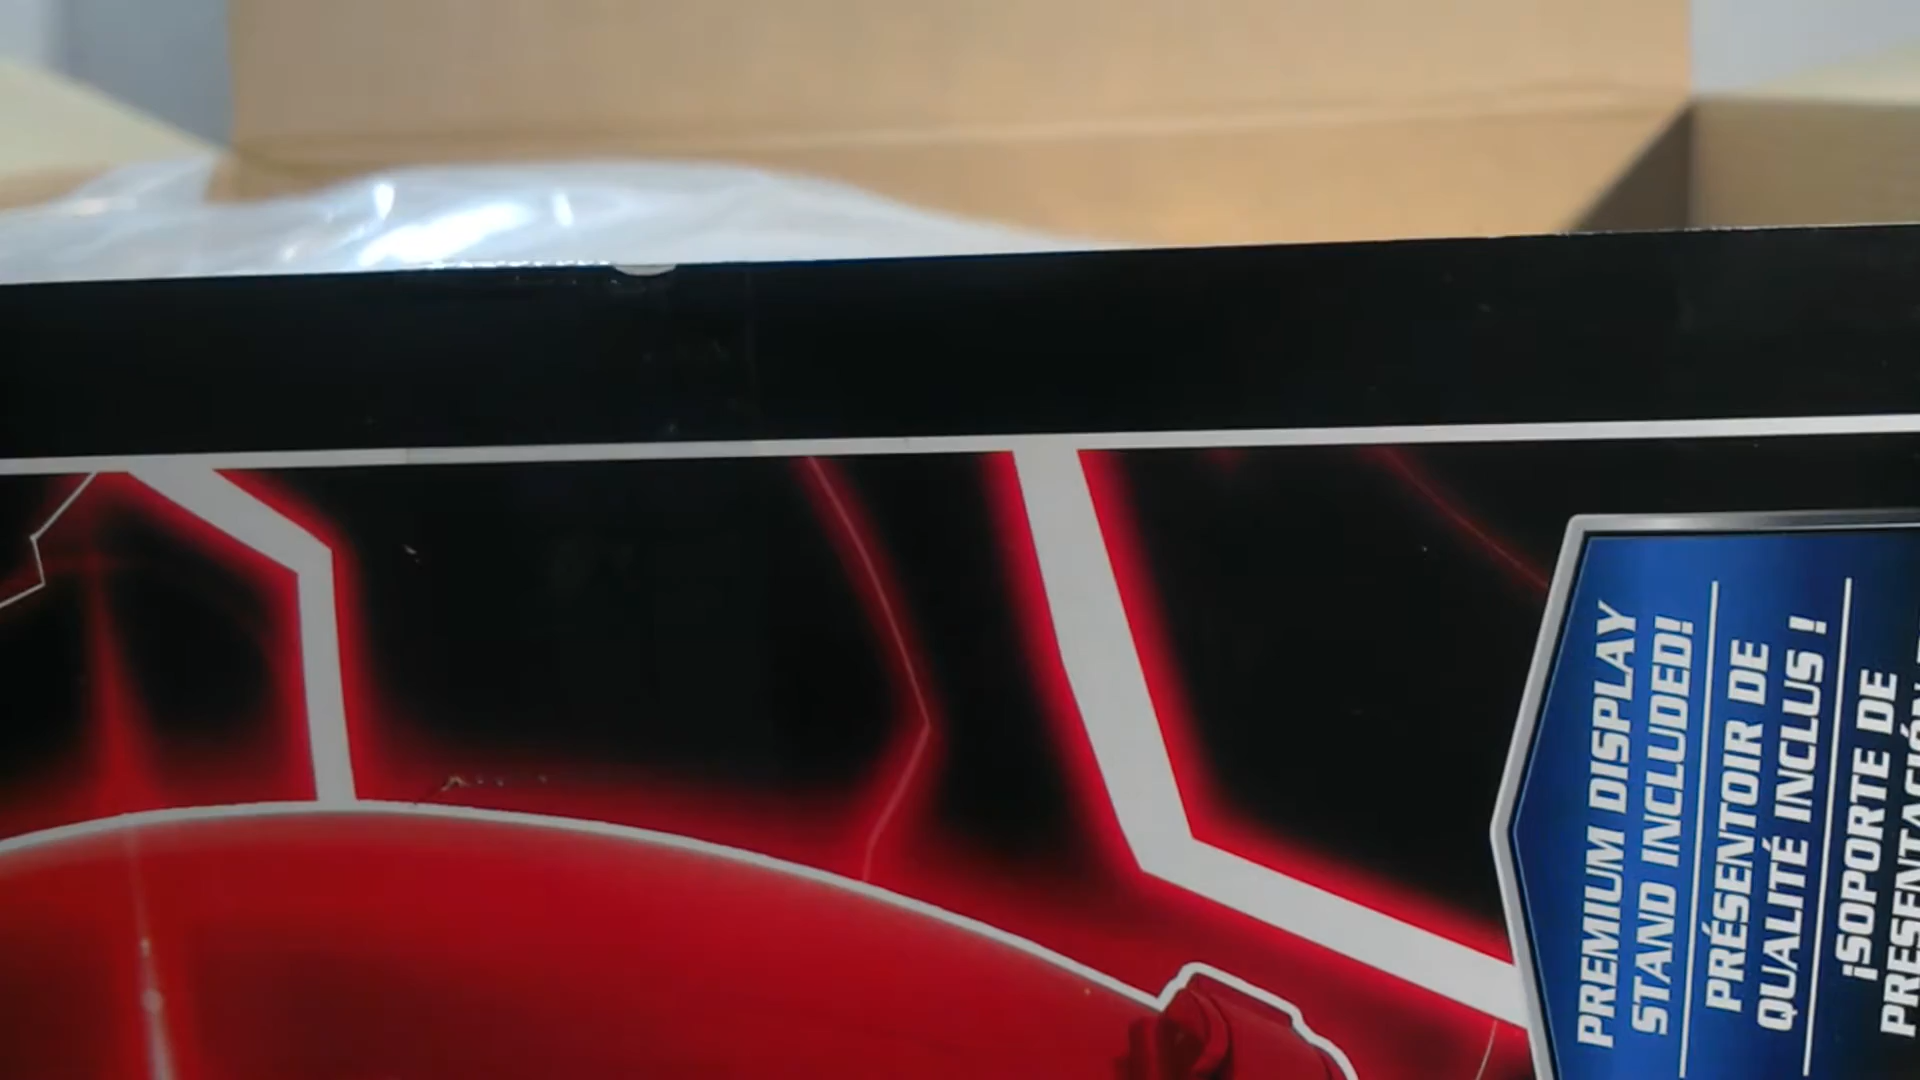 PREMIUM DISPLAY
STAND INCLUDED!
PRÉSENTOIR DE
QUALITÉ INCLUS !
¡SOPORTE DE